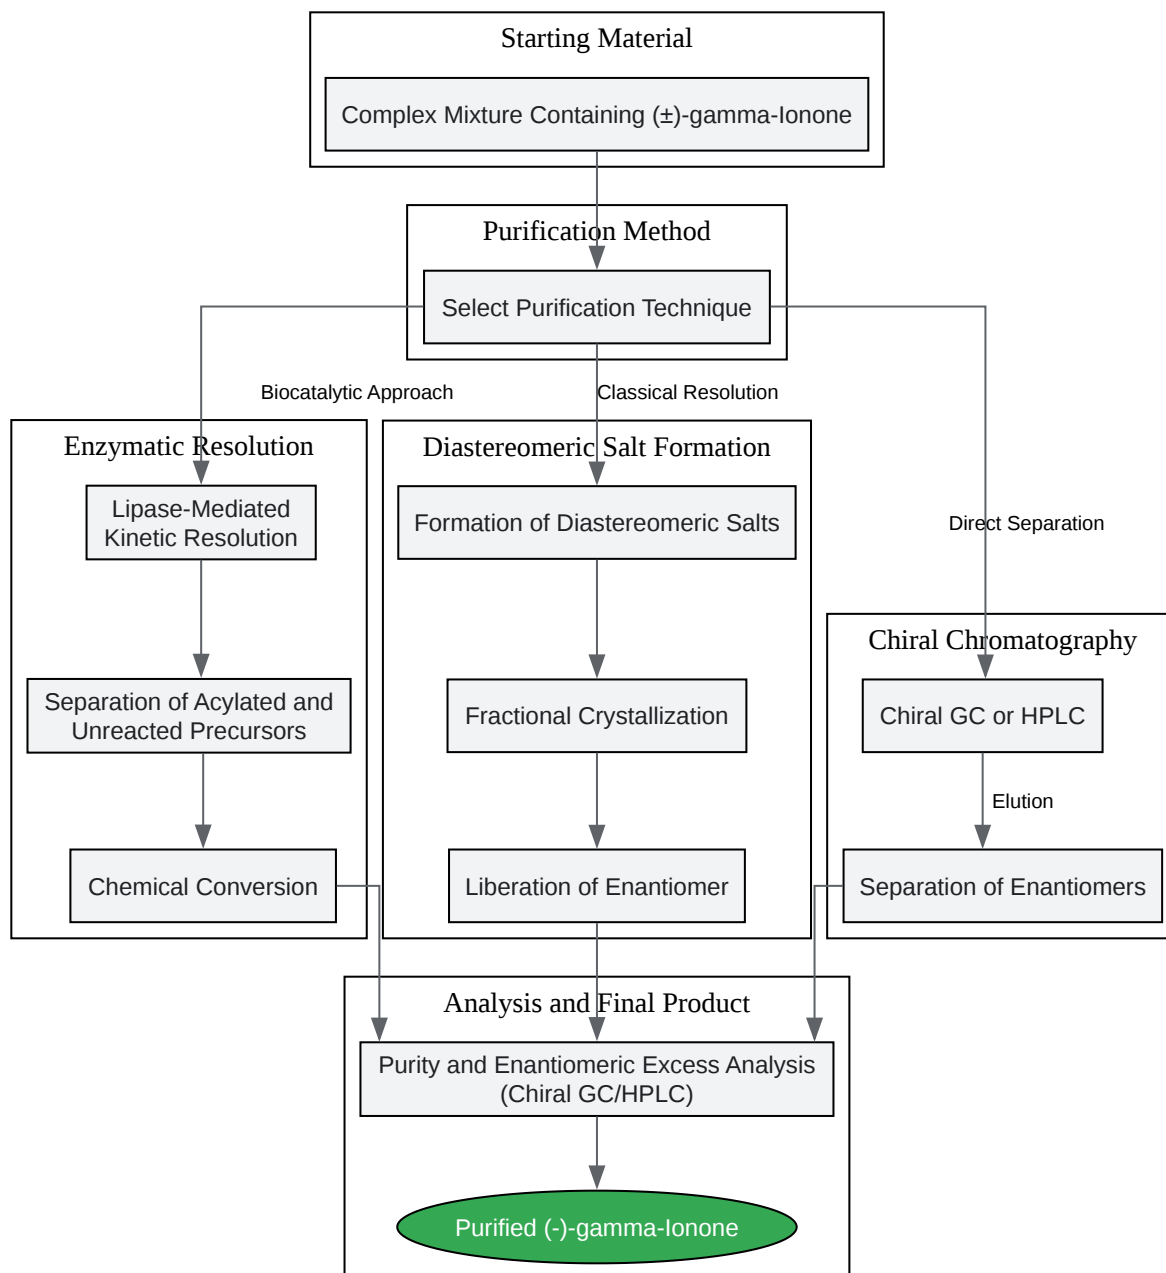 Starting Material
Complex Mixture Containing (±)-gamma-Ionone
Purification Method
Select Purification Technique
Biocatalytic Approach
Classical Resolution
Direct Separation
Enzymatic Resolution
Lipase-Mediated
Kinetic Resolution
Separation of Acylated and
Unreacted Precursors
Chemical Conversion
Diastereomeric Salt Formation
Formation of Diastereomeric Salts
Fractional Crystallization
Liberation of Enantiomer
Chiral Chromatography
Chiral GC or HPLC
Elution
Separation of Enantiomers
Analysis and Final Product
Purity and Enantiomeric Excess Analysis
(Chiral GC/HPLC)
Purified (-)-gamma-Ionone